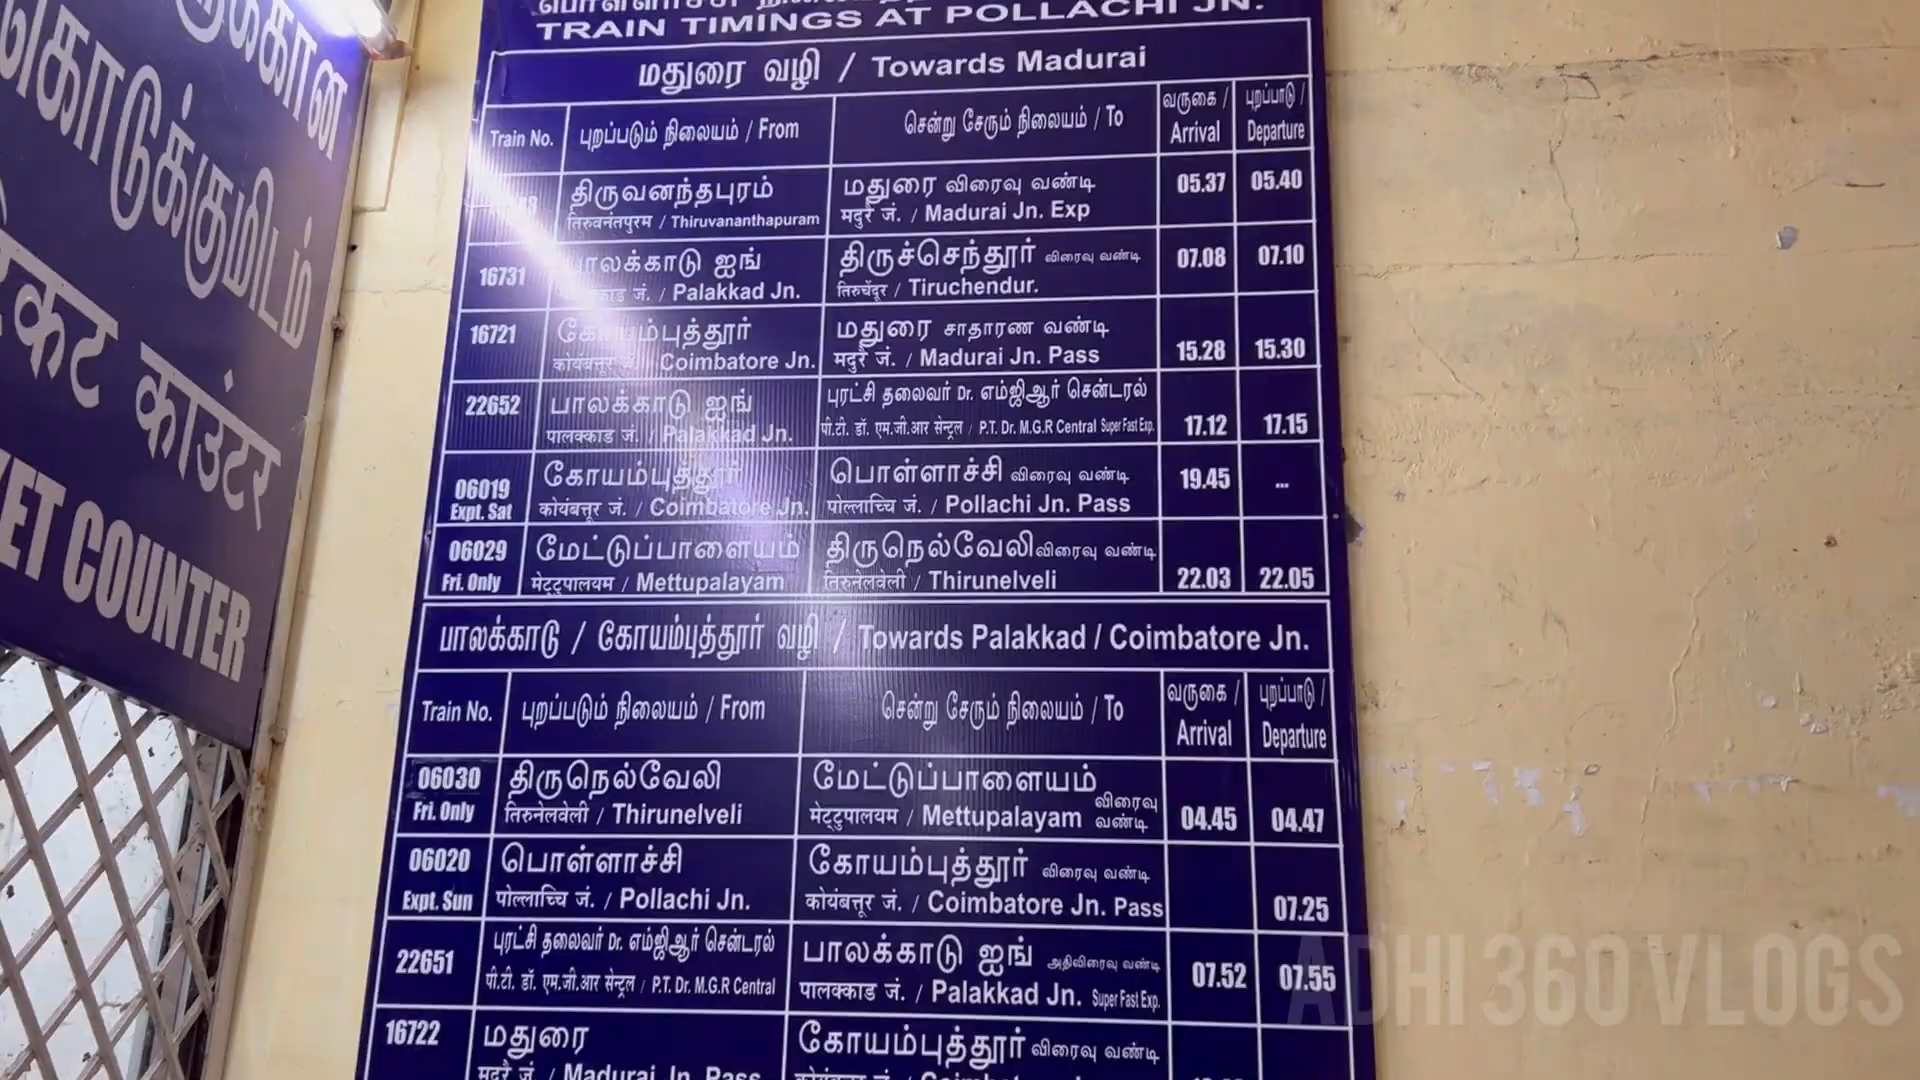 TRAIN TIMINGS AT POLLACHI JN.
மதுரை வழி / Towards Madurai
Train No. புறப்படும் நிலையம் / From சென்று சேரும் நிலையம் / To வருகை / Arrival புறப்பாடு / Departure
திருவனந்தபுரம் மதுரை விரைவு வண்டி 05.37 05.40
तिरुवनंतपुरम / Thiruvananthapuram मदुरै जं. / Madurai Jn. Exp
16731 பாலக்காடு ஐங் திருச்செந்தூர் விரைவு வண்டி 07.08 07.10
जं. / Palakkad Jn. तिरुचेंदूर / Tiruchendur.
16721 கோயம்புத்தூர் மதுரை சாதாரண வண்டி
कोयंबत्तूर जं. / Coimbatore Jn. मदुरै जं. / Madurai Jn. Pass 15.28 15.30
22652 பாலக்காடு ஐங் புரட்சி தலைவர் Dr. எம்ஜிஆர் சென்ட்ரல்
पालक्काड जं. / Palakkad Jn. पी.टी. डॉ. एम.जी.आर सेन्ट्रल / P.T. Dr. M.G.R Central Super Fast Exp. 17.12 17.15
06019 கோயம்புத்தூர் பொள்ளாச்சி விரைவு வண்டி 19.45 ...
Expt. Sat कोयंबत्तूर जं. / Coimbatore Jn. पोल्लाच्चि जं. / Pollachi Jn. Pass
06029 மேட்டுப்பாளையம் திருநெல்வேலி விரைவு வண்டி
Fri. Only मेट्टुपालयम / Mettupalayam तिरुनेलवेली / Thirunelveli 22.03 22.05
பாலக்காடு / கோயம்புத்தூர் வழி / Towards Palakkad / Coimbatore Jn.
Train No. புறப்படும் நிலையம் / From சென்று சேரும் நிலையம் / To வருகை / Arrival புறப்பாடு / Departure
06030 திருநெல்வேலி மேட்டுப்பாளையம் விரைவு வண்டி
Fri. Only तिरुनेलवेली / Thirunelveli मेट्टुपालयम / Mettupalayam 04.45 04.47
06020 பொள்ளாச்சி கோயம்புத்தூர் விரைவு வண்டி
Expt. Sun पोल्लाच्चि जं. / Pollachi Jn. कोयंबत्तूर जं. / Coimbatore Jn. Pass 07.25
22651 புரட்சி தலைவர் Dr. எம்ஜிஆர் சென்ட்ரல் பாலக்காடு ஐங் அதிவிரைவு வண்டி 07.52 07.55
पी.टी. डॉ. एम.जी.आर सेन्ट्रल / P.T. Dr. M.G.R Central पालक्काड जं. / Palakkad Jn. Super Fast Exp.
16722 மதுரை கோயம்புத்தூர் விரைவு வண்டி
मदुरै जं. / Madurai Jn. Pass
काउंटर
COUNTER
ADHI 360 VLOGS